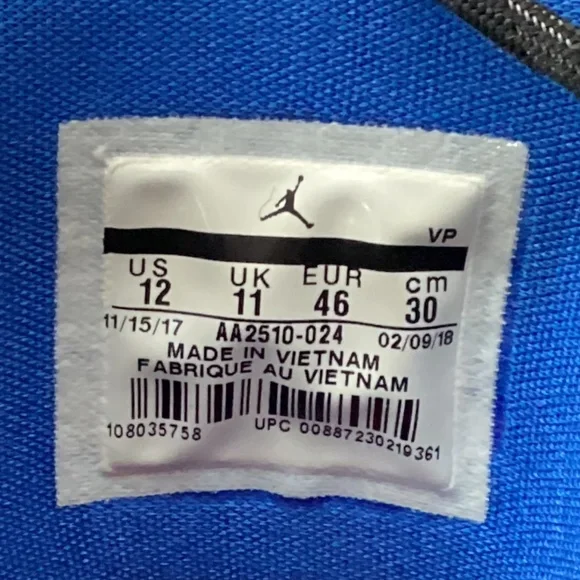 VP
US UK EUR cm
12 11 46 30
11/15/17 AA2510-024 02/09/18
MADE IN VIETNAM
FABRIQUE AU VIETNAM
108035758 UPC 00887230219361